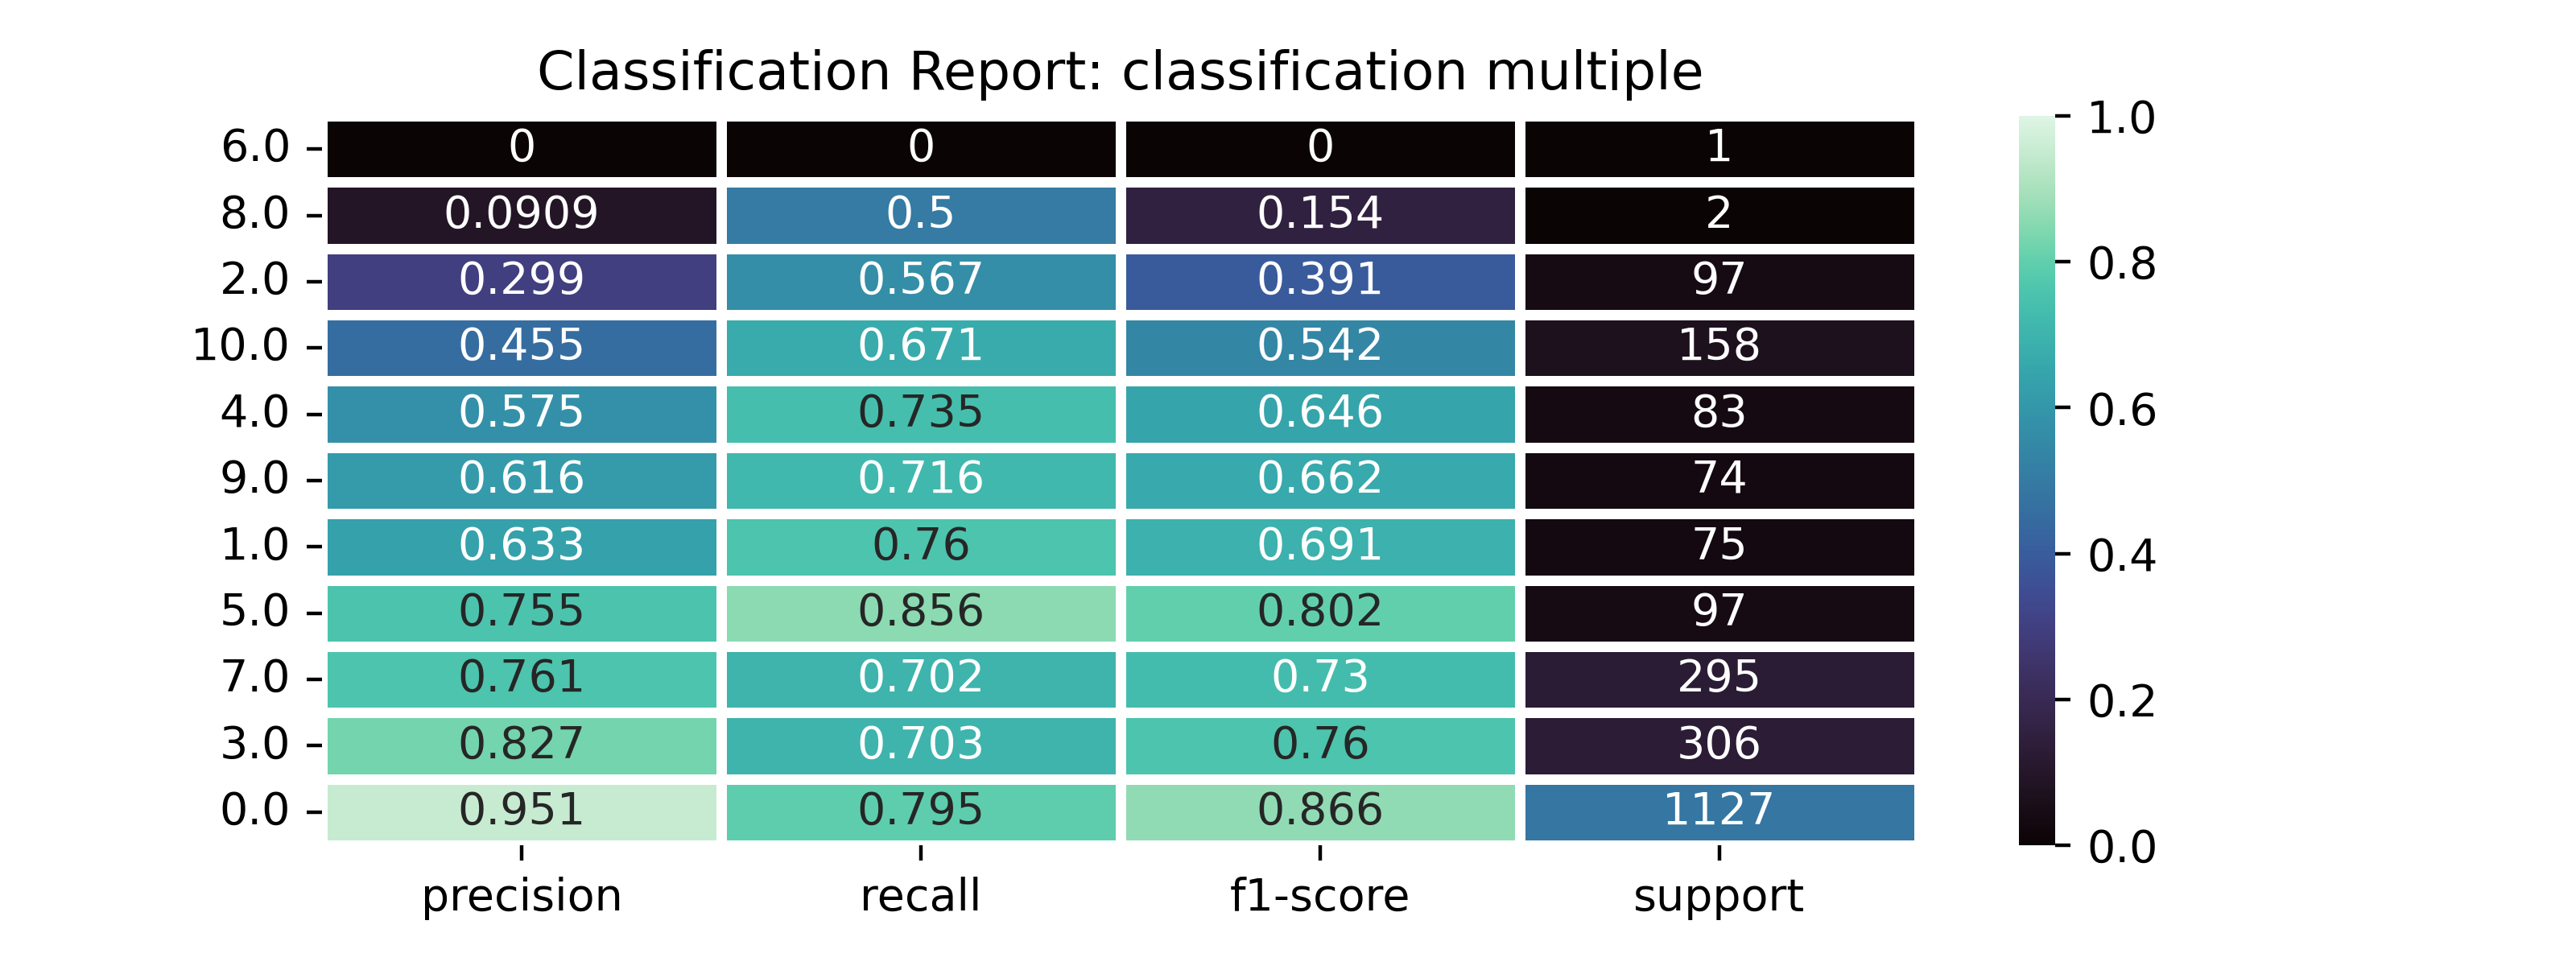 Classification Report: classification multiple
6.0 0 0 0 1
8.0 0.0909 0.5 0.154 2
2.0 0.299 0.567 0.391 97
10.0 0.455 0.671 0.542 158
4.0 0.575 0.735 0.646 83
9.0 0.616 0.716 0.662 74
1.0 0.633 0.76 0.691 75
5.0 0.755 0.856 0.802 97
7.0 0.761 0.702 0.73 295
3.0 0.827 0.703 0.76 306
0.0 0.951 0.795 0.866 1127
precision recall f1-score support
1.0
0.8
0.6
0.4
0.2
0.0